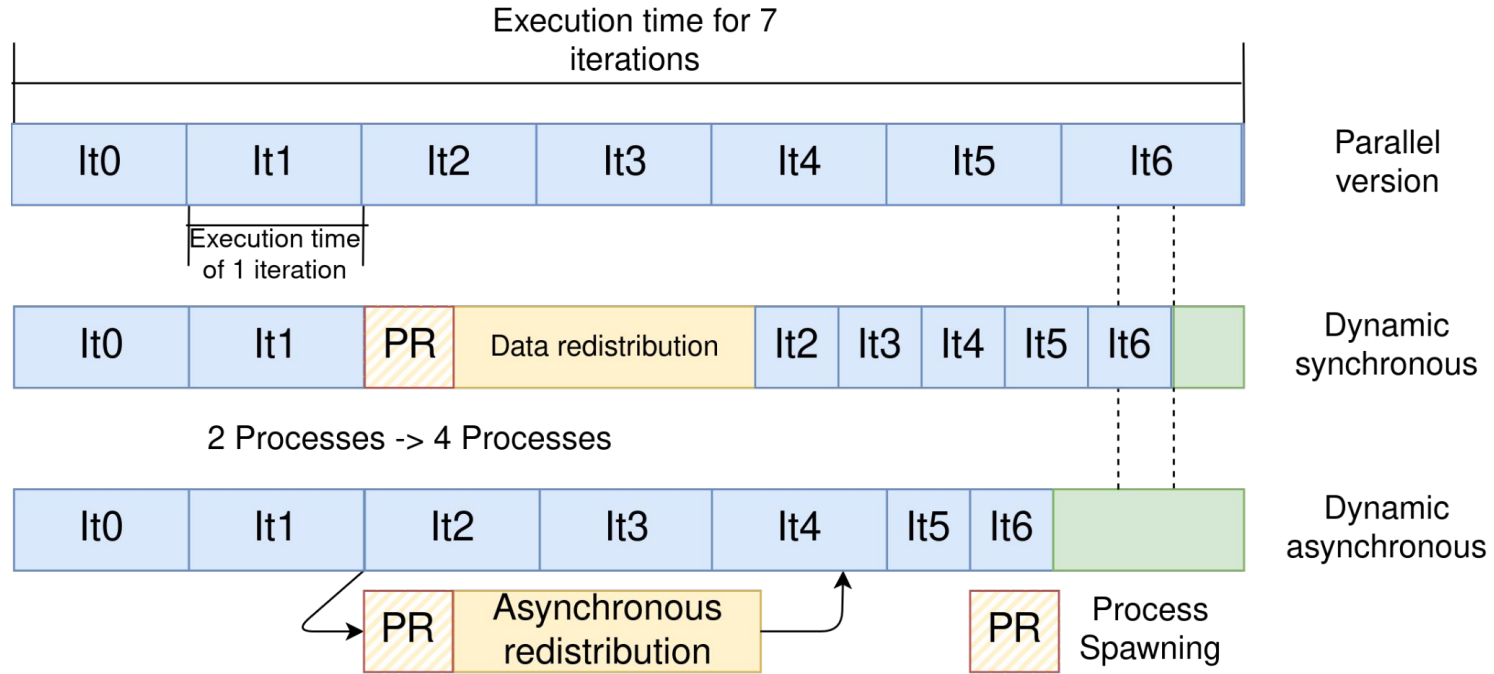 Execution time for 7
iterations
It0 It1 It2 It3 It4 It5 It6
Parallel
version
Execution time
of 1 iteration
It0 It1 PR Data redistribution It2 It3 It4 It5 It6
Dynamic
synchronous
2 Processes -> 4 Processes
It0 It1 It2 It3 It4 It5 It6
Dynamic
asynchronous
PR Asynchronous
redistribution
PR Process
Spawning